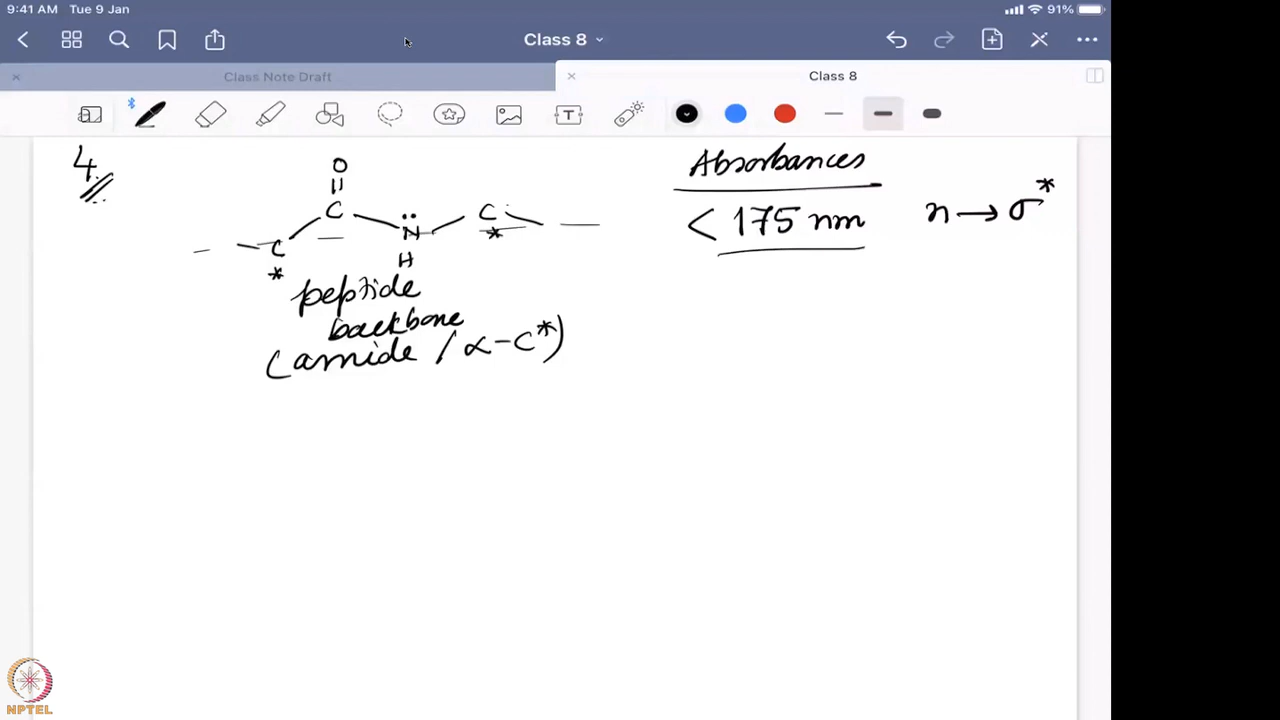 9:41 AM Tue 9 Jan
91%
Class 8
Class Note Draft
Class 8
4.
O
C
N
C
*
C
*
H
peptide
backbone
(amide / α-C*)
Absorbances
< 175 nm n → σ*
NPTEL